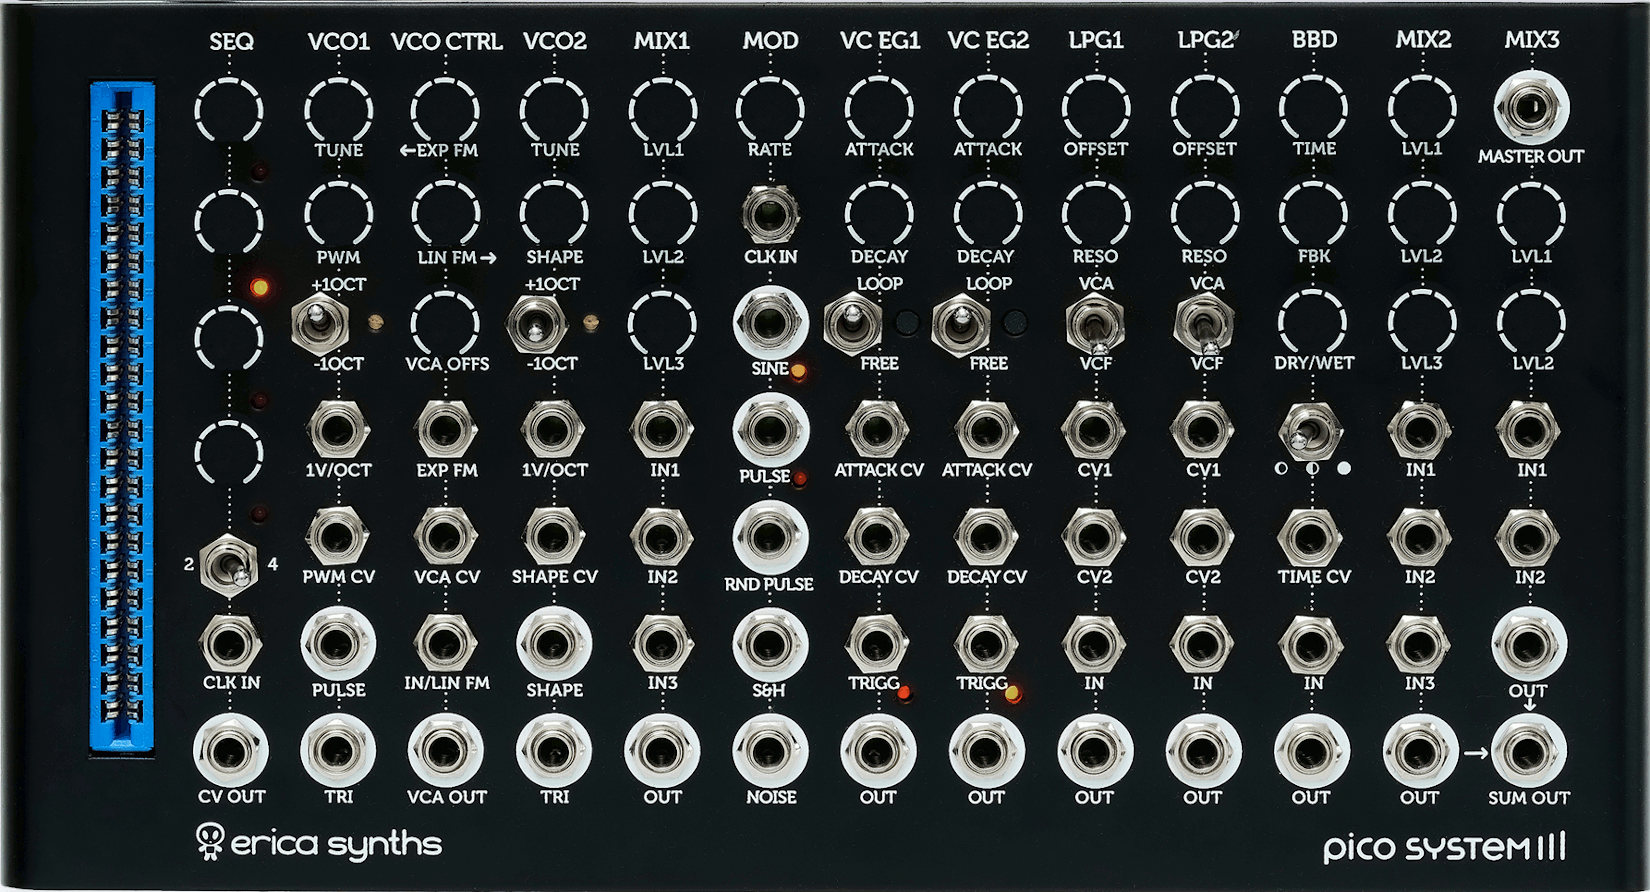 SEQ VCO1 VCO CTRL VCO2 MIX1 MOD VC EG1 VC EG2 LPG1 LPG2 BBD MIX2 MIX3
TUNE ←EXP FM TUNE LVL1 RATE ATTACK ATTACK OFFSET OFFSET TIME LVL1 MASTER OUT
PWM LIN FM→ SHAPE LVL2 CLK IN DECAY DECAY RESO RESO FBK LVL2 LVL1
+1OCT +1OCT LOOP LOOP VCA VCA
-1OCT VCA OFFS -1OCT LVL3 SINE FREE FREE VCF VCF DRY/WET LVL3 LVL2
1V/OCT EXP FM 1V/OCT IN1 PULSE ATTACK CV ATTACK CV CV1 CV1 IN1 IN1
2 4
PWM CV VCA CV SHAPE CV IN2 RND PULSE DECAY CV DECAY CV CV2 CV2 TIME CV IN2 IN2
CLK IN PULSE IN/LIN FM SHAPE IN3 S&H TRIGG TRIGG IN IN IN IN3 OUT
CV OUT TRI VCA OUT TRI OUT NOISE OUT OUT OUT OUT OUT OUT SUM OUT
erica synths
pico SYSTEM III